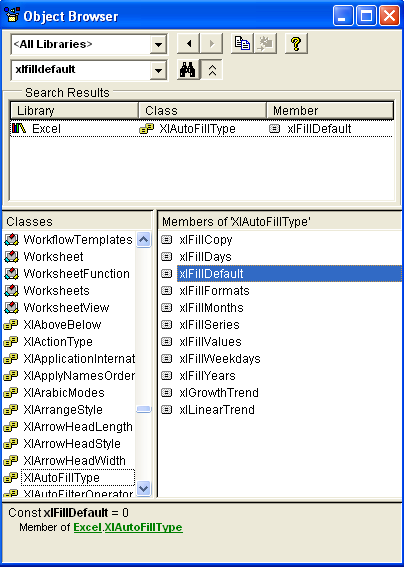 Object Browser
<All Libraries>
xlfilldefault
Search Results
Library Class Member
Excel XlAutoFillType xlFillDefault
Classes
WorkflowTemplates
Worksheet
WorksheetFunction
Worksheets
WorksheetView
XlAboveBelow
XlActionType
XlApplicationInternat
XlApplyNamesOrder
XlArabicModes
XlArrangeStyle
XlArrowHeadLength
XlArrowHeadStyle
XlArrowHeadWidth
XlAutoFillType
XlAutoFilterOperator
Members of 'XlAutoFillType'
xlFillCopy
xlFillDays
xlFillDefault
xlFillFormats
xlFillMonths
xlFillSeries
xlFillValues
xlFillWeekdays
xlFillYears
xlGrowthTrend
xlLinearTrend
Const xlFillDefault = 0
Member of Excel.XlAutoFillType